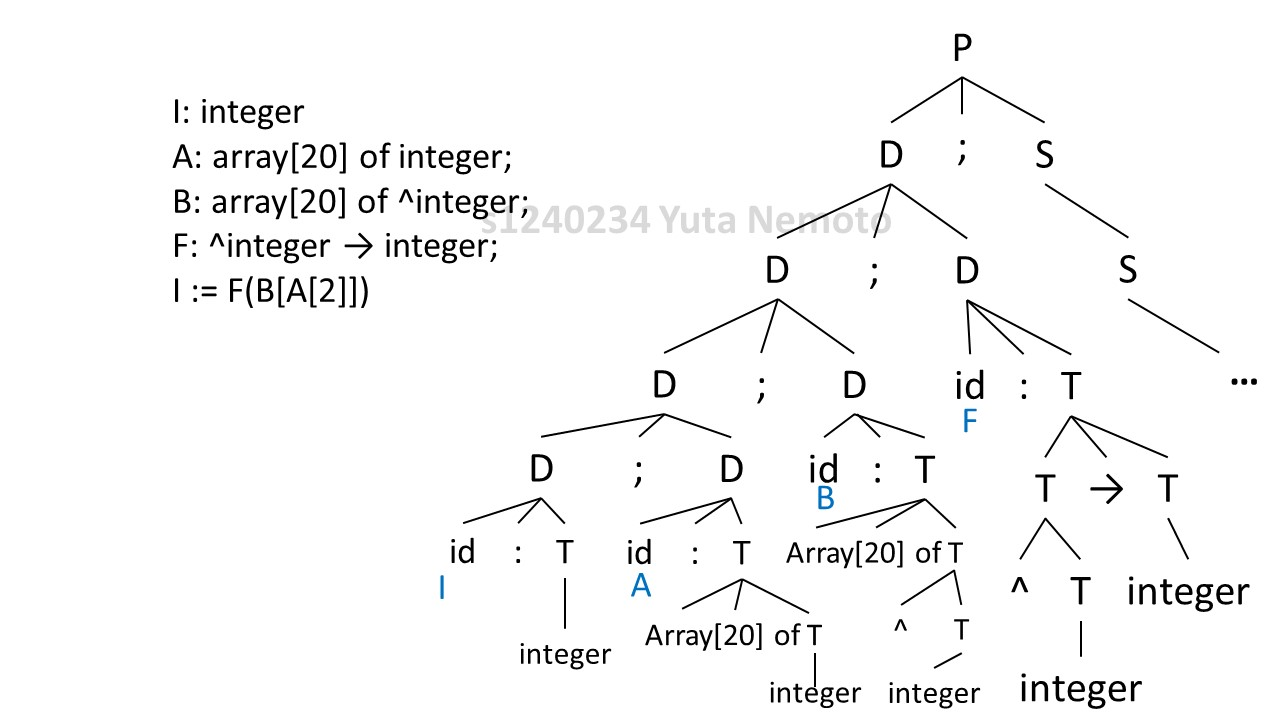 P
I: integer
A: array[20] of integer;
D ; S
B: array[20] of ^integer;
s1240234 Yuta Nemoto
F: ^integer → integer;
D ; D S
I := F(B[A[2]])
D ; D id : T ...
F
D ; D id : T T → T
B
id : T id : T Array[20] of T
I A ^ T integer
Array[20] of T ^ T
integer
integer integer integer